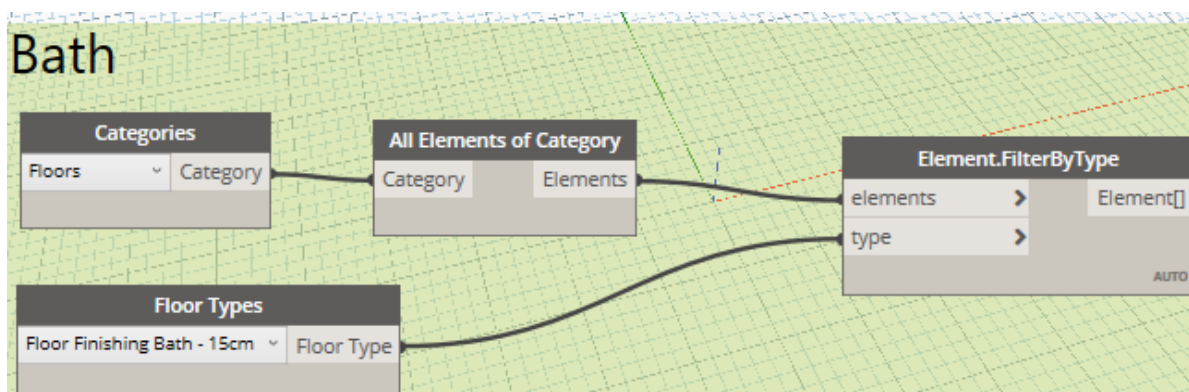 Bath
Categories
Floors
Category
All Elements of Category
Category
Elements
Element.FilterByType
elements
Element[]
type
AUTO
Floor Types
Floor Finishing Bath - 15cm
Floor Type